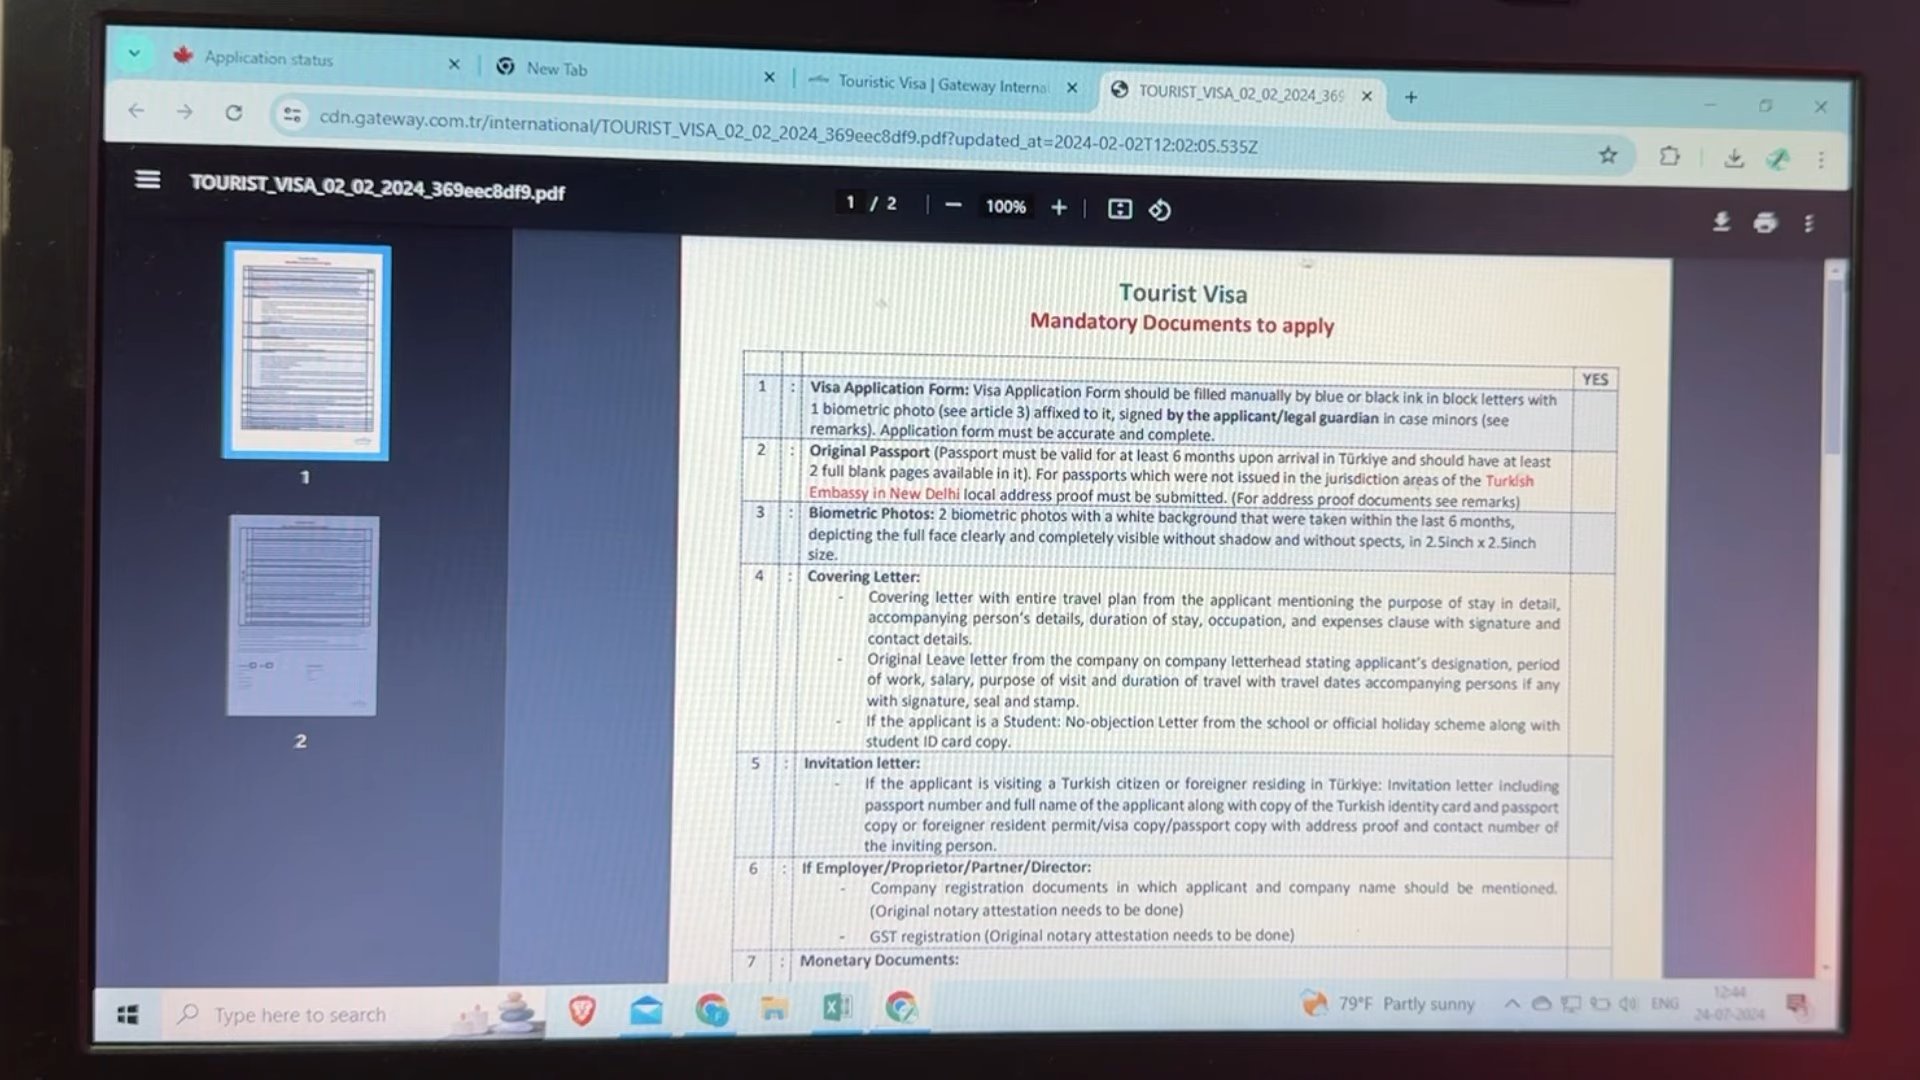 Application status
New Tab
Touristic Visa | Gateway Interna
TOURIST_VISA_02_02_2024_369
cdn.gateway.com.tr/international/TOURIST_VISA_02_02_2024_369eec8df9.pdf?updated_at=2024-02-02T12:02:05.535Z
TOURIST_VISA_02_02_2024_369eec8df9.pdf
1 / 2
100%
1
2
Tourist Visa
Mandatory Documents to apply
YES
1 : Visa Application Form: Visa Application Form should be filled manually by blue or black ink in block letters with
1 biometric photo (see article 3) affixed to it, signed by the applicant/legal guardian in case minors (see
remarks). Application form must be accurate and complete.
2 : Original Passport (Passport must be valid for at least 6 months upon arrival in Türkiye and should have at least
2 full blank pages available in it). For passports which were not issued in the jurisdiction areas of the Turkish
Embassy in New Delhi local address proof must be submitted. (For address proof documents see remarks)
3 : Biometric Photos: 2 biometric photos with a white background that were taken within the last 6 months,
depicting the full face clearly and completely visible without shadow and without spects, in 2.5inch x 2.5inch
size.
4 : Covering Letter:
- Covering letter with entire travel plan from the applicant mentioning the purpose of stay in detail,
accompanying person's details, duration of stay, occupation, and expenses clause with signature and
contact details.
- Original Leave letter from the company on company letterhead stating applicant's designation, period
of work, salary, purpose of visit and duration of travel with travel dates accompanying persons if any
with signature, seal and stamp.
- If the applicant is a Student: No-objection Letter from the school or official holiday scheme along with
student ID card copy.
5 : Invitation letter:
- If the applicant is visiting a Turkish citizen or foreigner residing in Türkiye: Invitation letter including
passport number and full name of the applicant along with copy of the Turkish identity card and passport
copy or foreigner resident permit/visa copy/passport copy with address proof and contact number of
the inviting person.
6 : If Employer/Proprietor/Partner/Director:
- Company registration documents in which applicant and company name should be mentioned.
(Original notary attestation needs to be done)
- GST registration (Original notary attestation needs to be done)
7 : Monetary Documents:
Type here to search
79°F Partly sunny
ENG
12:44
24-07-2024